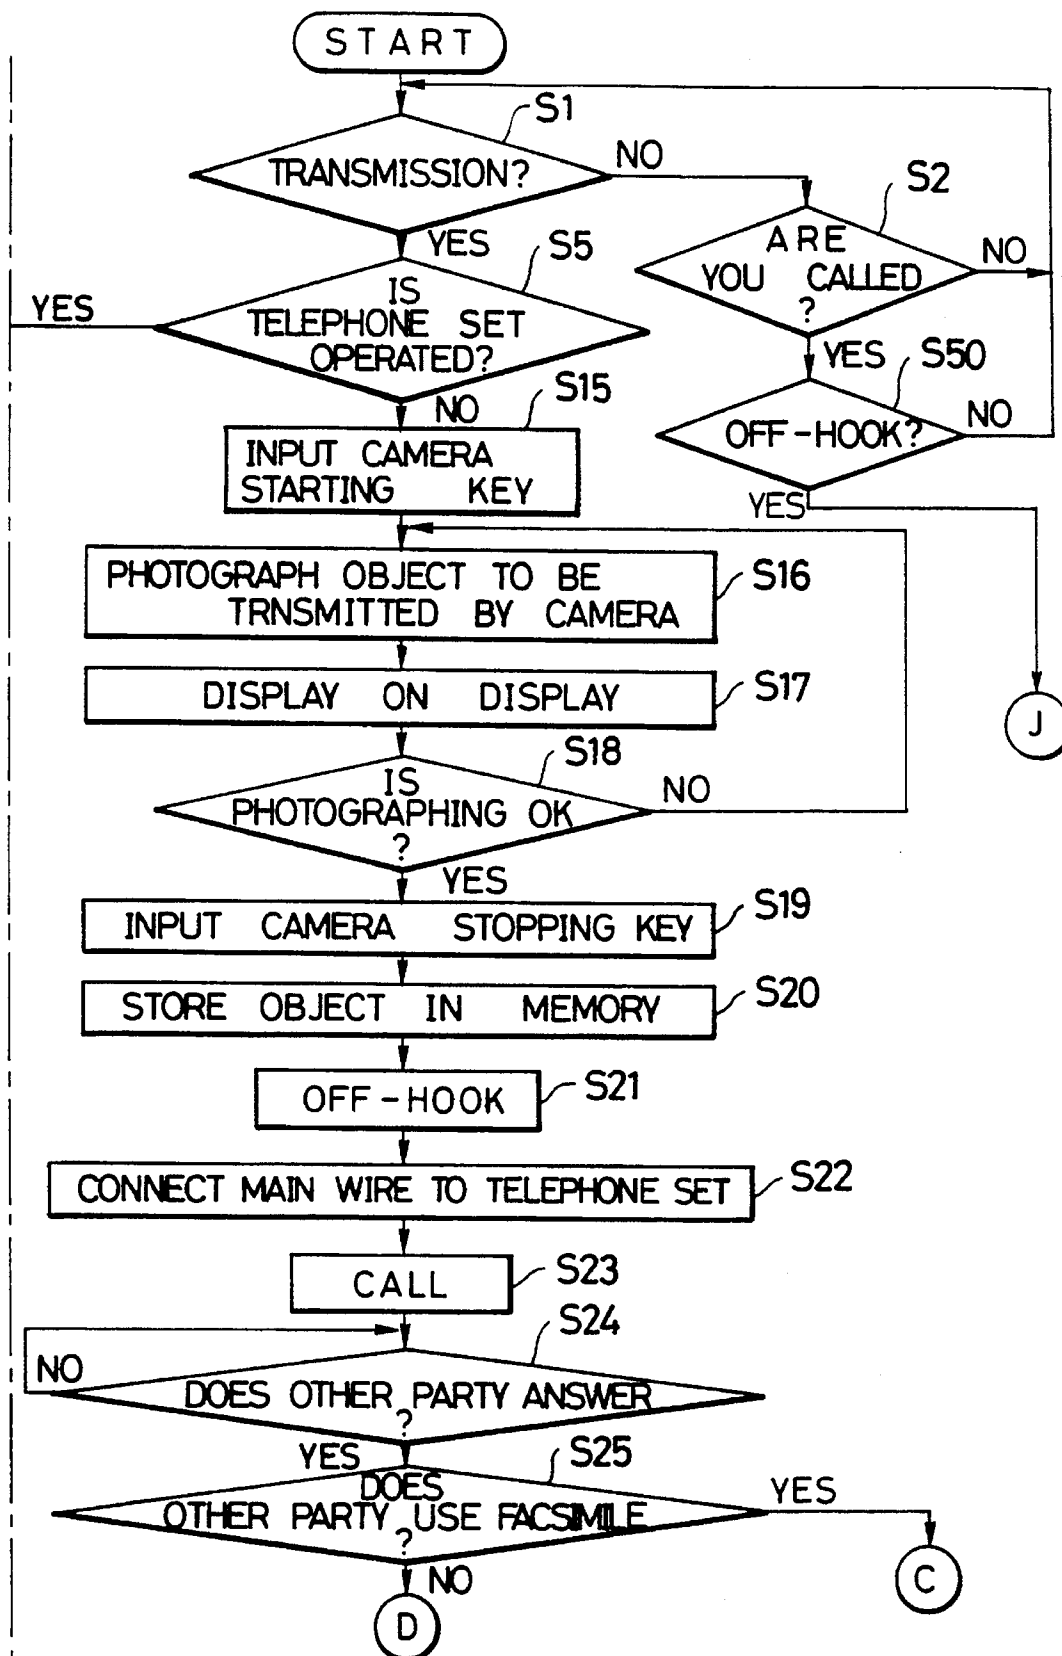 START
S1
TRANSMISSION?
NO
S2
ARE
YOU CALLED
?
NO
YES
S5
YES
IS
TELEPHONE SET
OPERATED?
YES
S50
OFF-HOOK?
NO
YES
NO
S15
INPUT CAMERA
STARTING KEY
PHOTOGRAPH OBJECT TO BE
TRNSMITTED BY CAMERA
S16
DISPLAY ON DISPLAY
S17
J
S18
IS
PHOTOGRAPHING OK
?
NO
YES
INPUT CAMERA STOPPING KEY
S19
STORE OBJECT IN MEMORY
S20
OFF-HOOK
S21
CONNECT MAIN WIRE TO TELEPHONE SET
S22
CALL
S23
S24
NO
DOES OTHER PARTY ANSWER
?
YES
S25
DOES
OTHER PARTY USE FACSIMILE
?
YES
C
NO
D